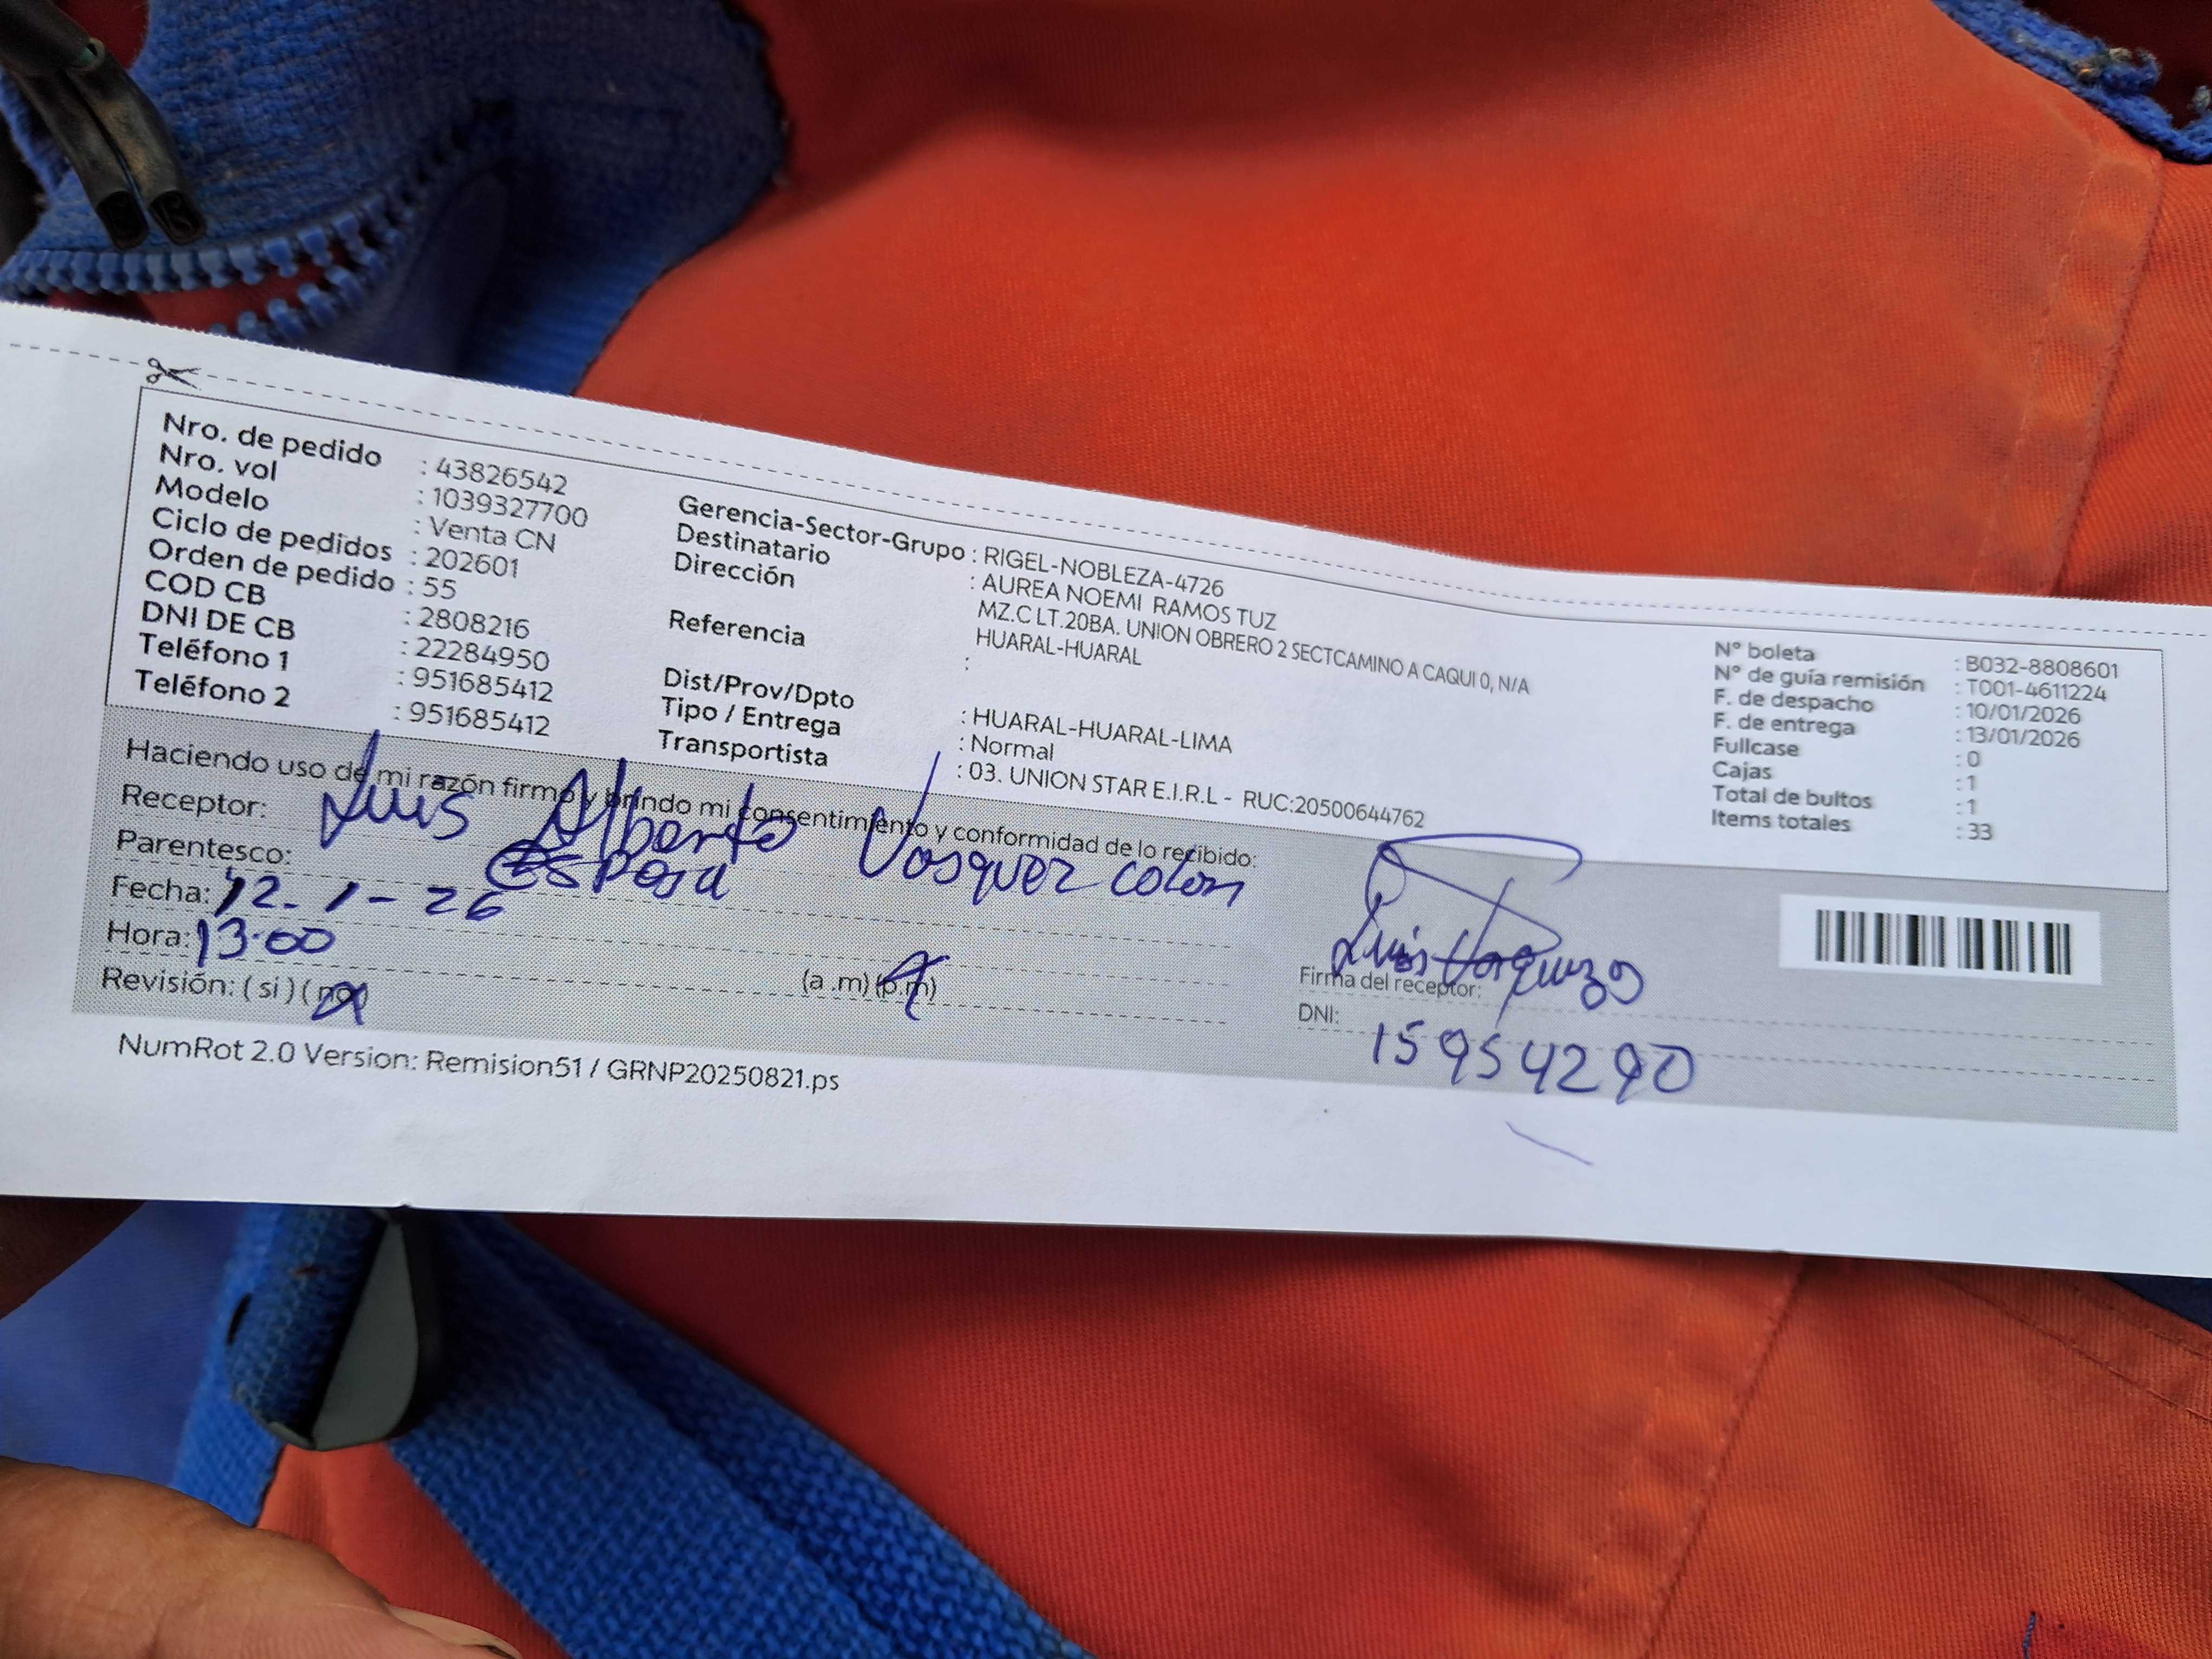 Nro. de pedido : 43826542
Nro. vol : 1039327700
Modelo : Venta CN
Ciclo de pedidos : 202601
Orden de pedido : 55
COD CB : 2808216
DNI DE CB : 22284950
Teléfono 1 : 951685412
Teléfono 2 : 951685412
Gerencia-Sector-Grupo : RIGEL-NOBLEZA-4726
Destinatario : AUREA NOEMI RAMOS TUZ
Dirección MZ.C LT.20BA. UNION OBRERO 2 SECTCAMINO A CAQUI 0, N/A
HUARAL-HUARAL
Referencia :
Dist/Prov/Dpto : HUARAL-HUARAL-LIMA
Tipo / Entrega : Normal
Transportista : 03. UNION STAR E.I.R.L - RUC:20500644762
N° boleta : B032-8808601
N° de guía remisión : T001-4611224
F. de despacho : 10/01/2026
F. de entrega : 13/01/2026
Fullcase : 0
Cajas : 1
Total de bultos : 1
Items totales : 33
Haciendo uso de mi razón firmo y brindo mi consentimiento y conformidad de lo recibido:
Receptor: Luis Alberto Vasquez colan
Parentesco: Esposa
Fecha: 12-1-26
Hora: 13:00 (a .m) (p.m)
Revisión: ( si ) ( no )
Luis Vasquez
Firma del receptor:
DNI: 15954290
NumRot 2.0 Version: Remision51 / GRNP20250821.ps